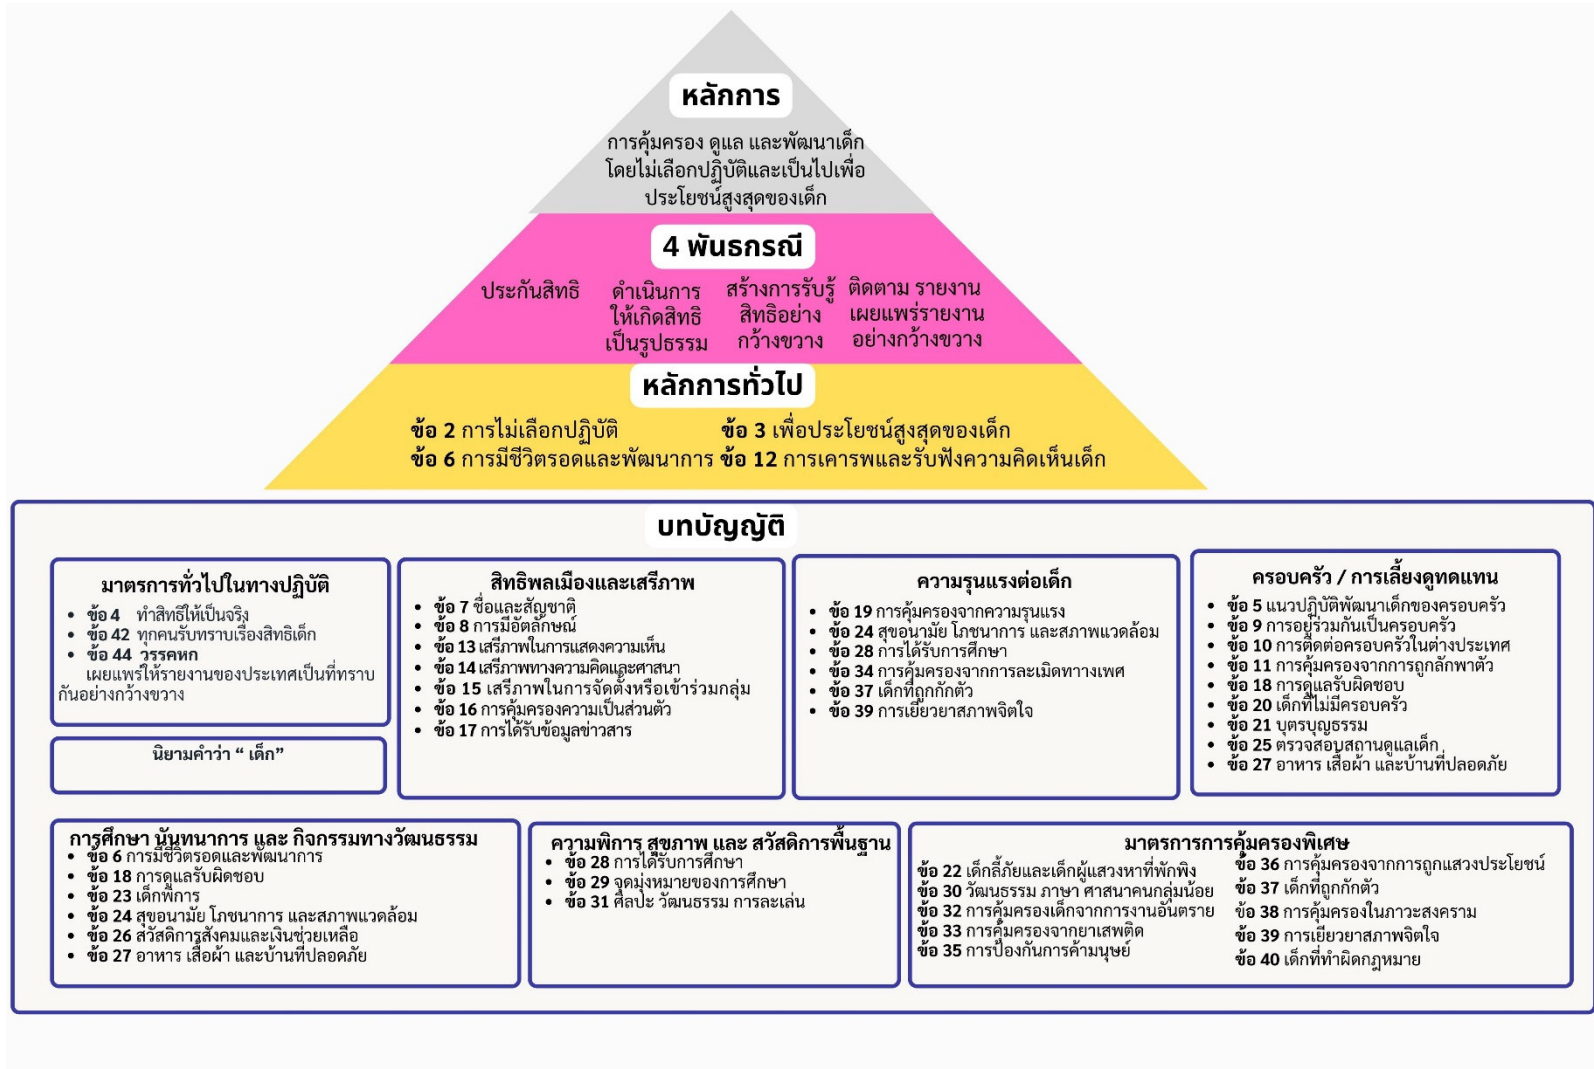 หลักการ
การคุ้มครอง ดูแล และพัฒนาเด็ก
โดยไม่เลือกปฏิบัติและเป็นไปเพื่อ
ประโยชน์สูงสุดของเด็ก
4 พันธกรณี
ประกันสิทธิ
ดำเนินการ
ให้เกิดสิทธิ
เป็นรูปธรรม
สร้างการรับรู้
สิทธิอย่าง
กว้างขวาง
ติดตาม รายงาน
เผยแพร่รายงาน
อย่างกว้างขวาง
หลักการทั่วไป
ข้อ 2 การไม่เลือกปฏิบัติ
ข้อ 3 เพื่อประโยชน์สูงสุดของเด็ก
ข้อ 6 การมีชีวิตรอดและพัฒนาการ
ข้อ 12 การเคารพและรับฟังความคิดเห็นเด็ก
บทบัญญัติ
มาตรการทั่วไปในทางปฏิบัติ
• ข้อ 4 ทำสิทธิให้เป็นจริง
• ข้อ 42 ทุกคนรับทราบเรื่องสิทธิเด็ก
• ข้อ 44 วรรคหก
เผยแพร่ให้รายงานของประเทศเป็นที่ทราบ
กันอย่างกว้างขวาง
นิยามคำว่า “ เด็ก”
สิทธิพลเมืองและเสรีภาพ
• ข้อ 7 ชื่อและสัญชาติ
• ข้อ 8 การมีอัตลักษณ์
• ข้อ 13 เสรีภาพในการแสดงความเห็น
• ข้อ 14 เสรีภาพทางความคิดและศาสนา
• ข้อ 15 เสรีภาพในการจัดตั้งหรือเข้าร่วมกลุ่ม
• ข้อ 16 การคุ้มครองความเป็นส่วนตัว
• ข้อ 17 การได้รับข้อมูลข่าวสาร
ความรุนแรงต่อเด็ก
• ข้อ 19 การคุ้มครองจากความรุนแรง
• ข้อ 24 สุขอนามัย โภชนาการ และสภาพแวดล้อม
• ข้อ 28 การได้รับการศึกษา
• ข้อ 34 การคุ้มครองจากการละเมิดทาางเพศ
• ข้อ 37 เด็กที่ถูกกักตัว
• ข้อ 39 การเยียวยาสภาพจิตใจ
ครอบครัว / การเลี้ยงดูทดแทน
• ข้อ 5 แนวปฏิบัติพัฒนาเด็กของครอบครัว
• ข้อ 9 การอยู่ร่วมกันเป็นครอบครัว
• ข้อ 10 การติดต่อครอบครัวในต่างประเทศ
• ข้อ 11 การคุ้มครองจากการถูกลักพาตัว
• ข้อ 18 การดูแลรับผิดชอบ
• ข้อ 20 เด็กที่ไม่มีครอบครัว
• ข้อ 21 บุตรบุญธรรม
• ข้อ 25 ตรวจสอบสถานดูแลเด็ก
• ข้อ 27 อาหาร เสื้อผ้า และบ้านที่ปลอดภัย
การศึกษา นันทนาการ และ กิจกรรมทางวัฒนธรรม
• ข้อ 6 การมีชีวิตรอดและพัฒนาการ
• ข้อ 18 การดูแลรับผิดชอบ
• ข้อ 23 เด็กพิการ
• ข้อ 24 สุขอนามัย โภชนาการ และสภาพแวดล้อม
• ข้อ 26 สวัสดิการสังคมและเงินช่วยเหลือ
• ข้อ 27 อาหาร เสื้อผ้า และบ้านที่ปลอดภัย
ความพิการ สุขภาพ และ สวัสดิการพื้นฐาน
• ข้อ 28 การได้รับการศึกษา
• ข้อ 29 จุดมุ่งหมายของการศึกษา
• ข้อ 31 ศิลปะ วัฒนธรรม การละเล่น
มาตรการการคุ้มครองพิเศษ
ข้อ 22 เด็กลี้ภัยและเด็กผู้แสวงหาที่พักพิง
ข้อ 30 วัฒนธรรม ภาษา ศาสนาคนกลุ่มน้อย
ข้อ 32 การคุ้มครองเด็กจากการงานอันตราย
ข้อ 33 การคุ้มครองจากยาเสพติด
ข้อ 35 การป้องกันการค้ามนุษย์
ข้อ 36 การคุ้มครองจากการถูกแสวงประโยชน์
ข้อ 37 เด็กที่ถูกกักตัว
ข้อ 38 การคุ้มครองในภาวะสงคราม
ข้อ 39 การเยียวยาสภาพจิตใจ
ข้อ 40 เด็กที่ทำผิดกฎหมาย